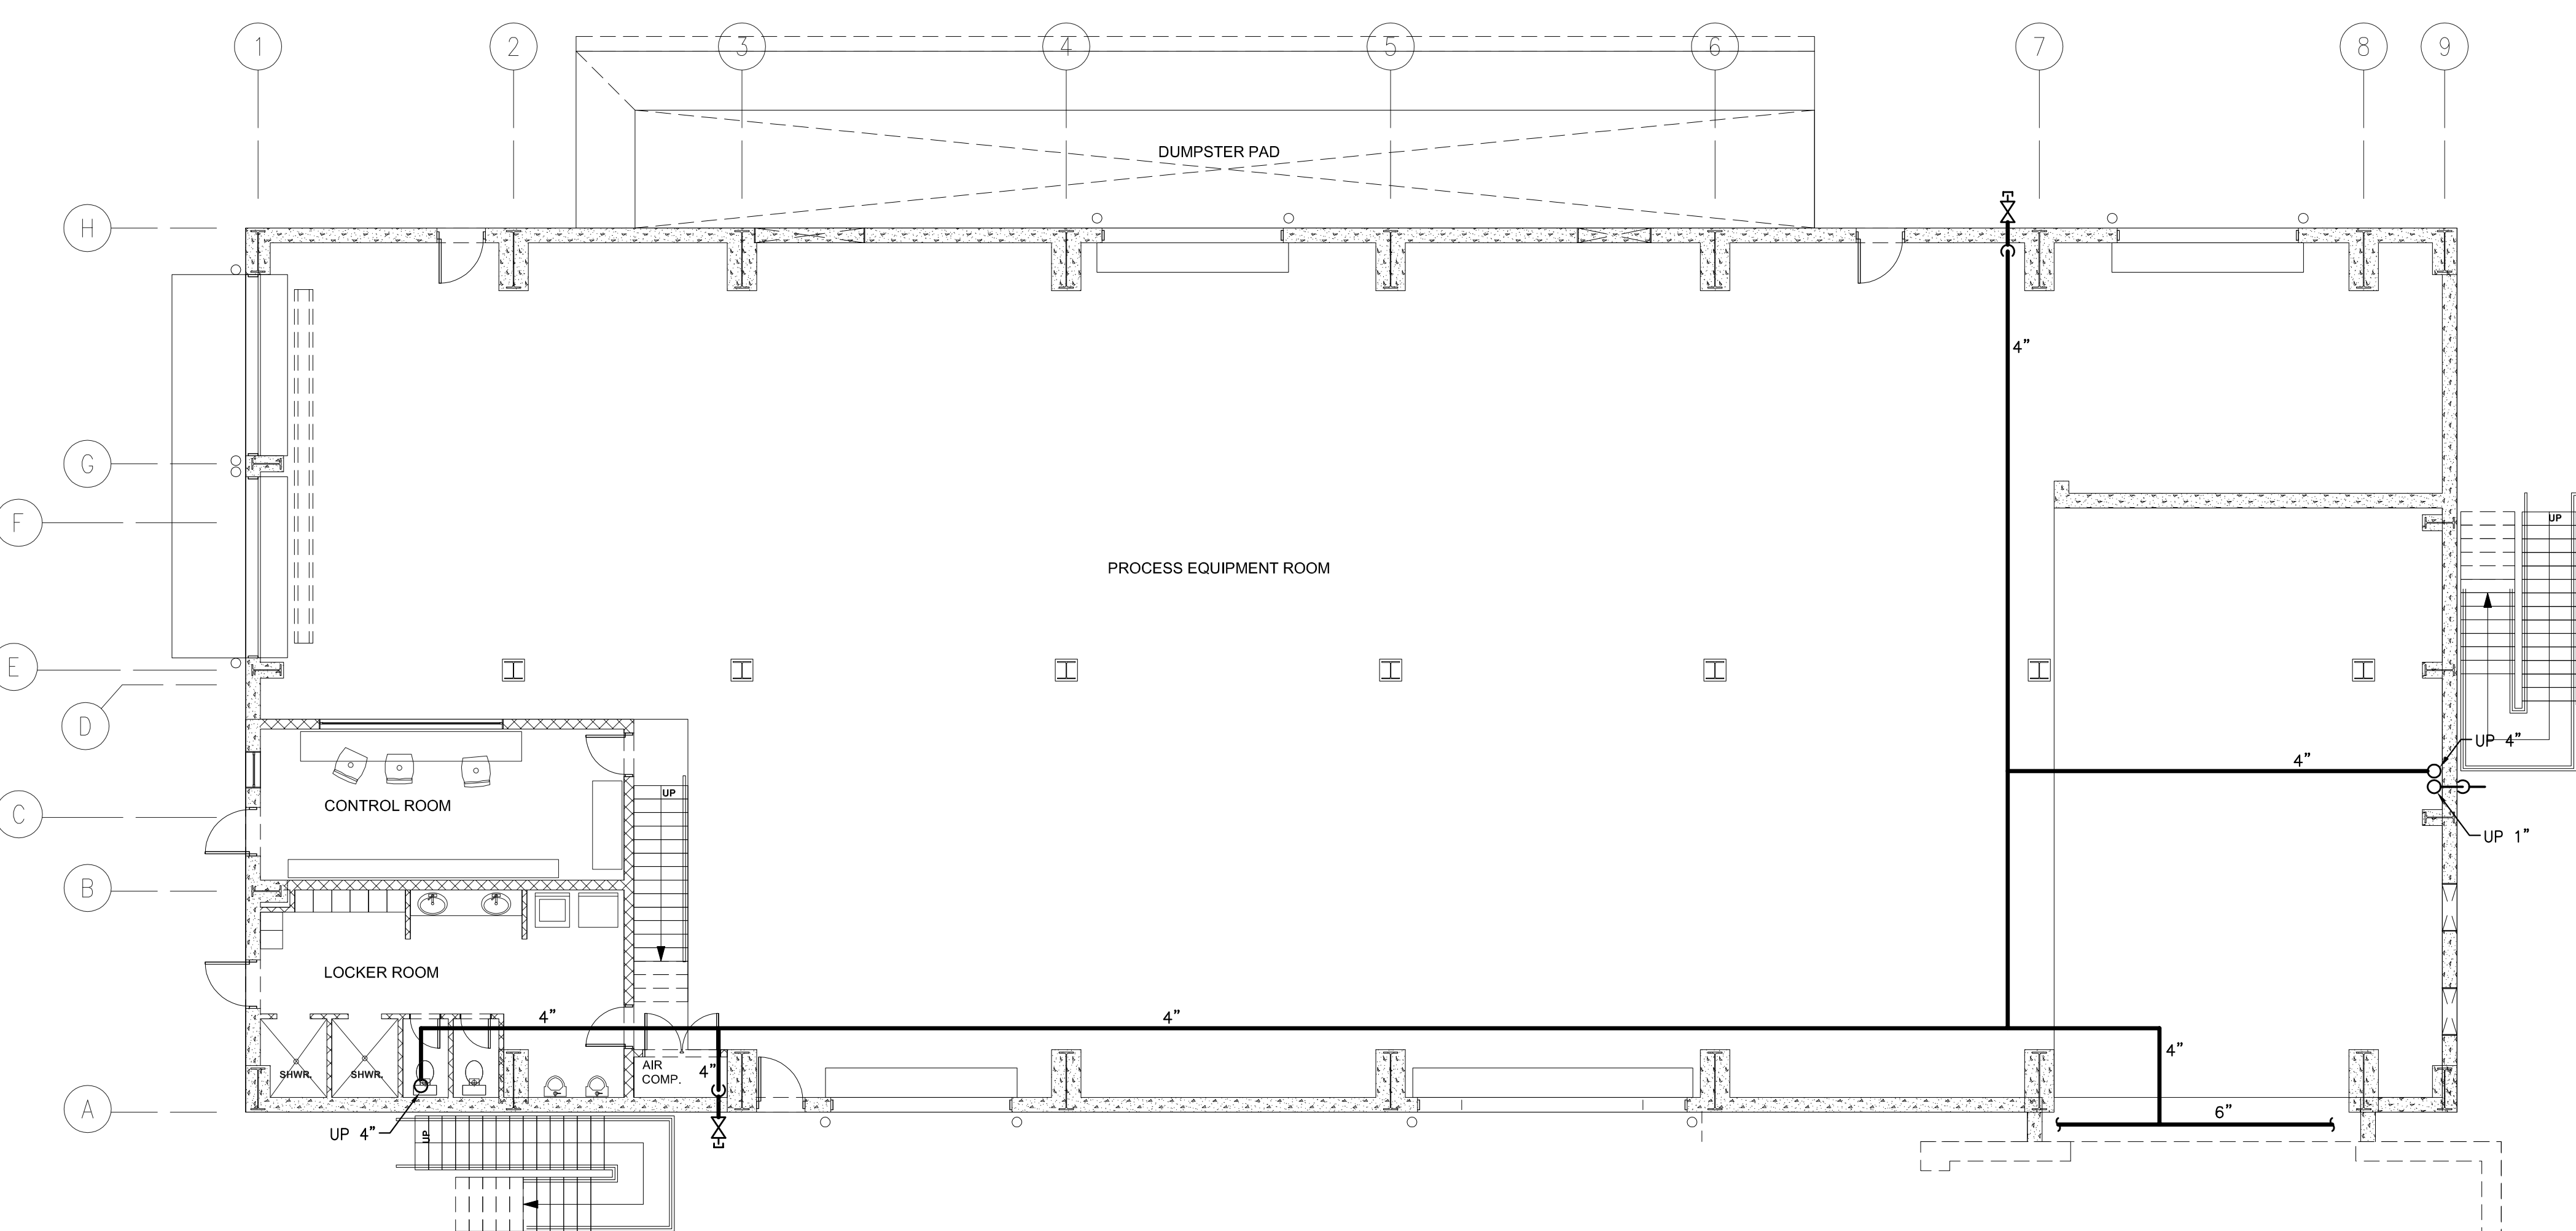 1 2 3 4 5 6 7 8 9
DUMPSTER PAD
H
4”
G
F
UP
PROCESS EQUIPMENT ROOM
E
D
UP 4”
4”
UP
CONTROL ROOM
C
UP 1”
B
LOCKER ROOM
4” 4”
4”
AIR
COMP.
4”
SHWR. SHWR.
A
6”
UP 4”
UP